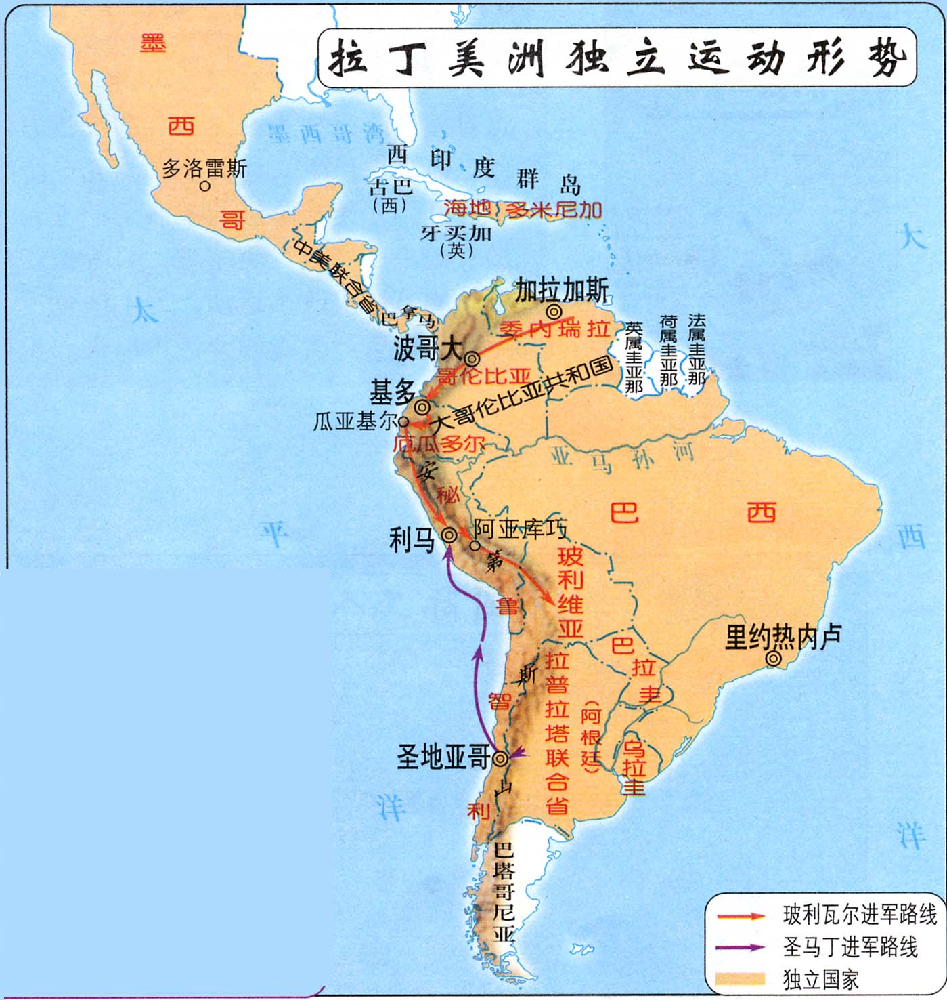 拉丁美洲独立运动形势
墨西哥
多洛雷斯
墨西哥湾
西印度群岛
古巴
(西)
海地
多米尼加
牙买加
(英)
中美联合省
巴拿马
加拉加斯
委内瑞拉
英属圭亚那
荷属圭亚那
法属圭亚那
波哥大
哥伦比亚
大哥伦比亚共和国
基多
瓜亚基尔
厄瓜多尔
亚马孙河
太平洋
大西洋
安第斯山
秘鲁
利马
阿亚库巧
巴西
玻利维亚
里约热内卢
巴拉圭
拉普拉塔联合省
(阿根廷)
智利
圣地亚哥
乌拉圭
巴塔哥尼亚
玻利瓦尔进军路线
圣马丁进军路线
独立国家